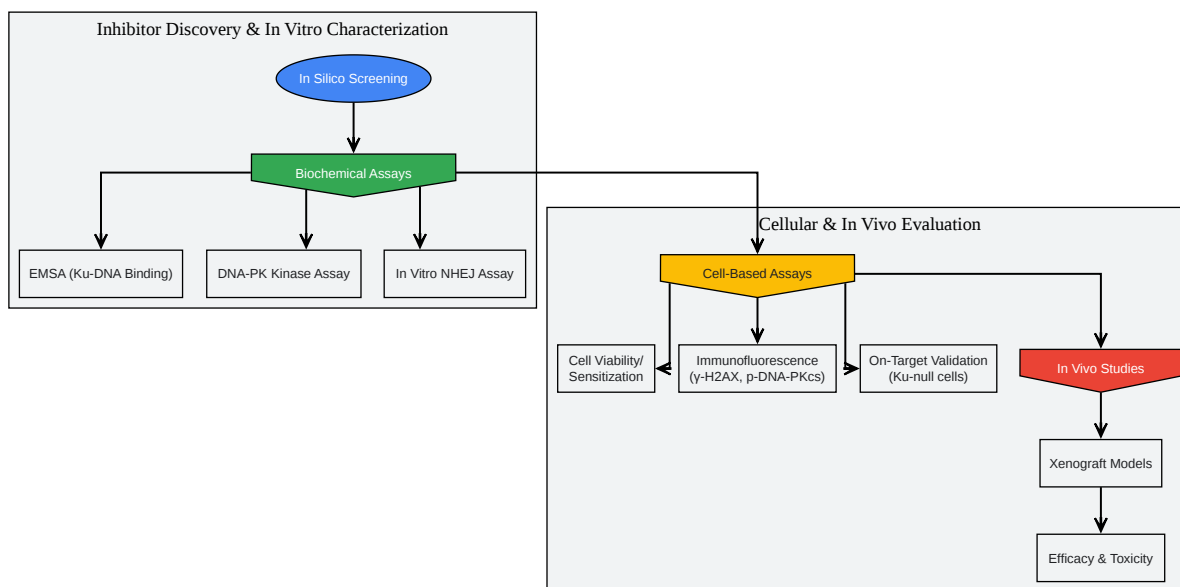 Inhibitor Discovery & In Vitro Characterization
In Silico Screening
Biochemical Assays
EMSA (Ku-DNA Binding)
DNA-PK Kinase Assay
In Vitro NHEJ Assay
Cellular & In Vivo Evaluation
Cell-Based Assays
Cell Viability/
Sensitization
Immunofluorescence
(γ-H2AX, p-DNA-PKcs)
On-Target Validation
(Ku-null cells)
In Vivo Studies
Xenograft Models
Efficacy & Toxicity